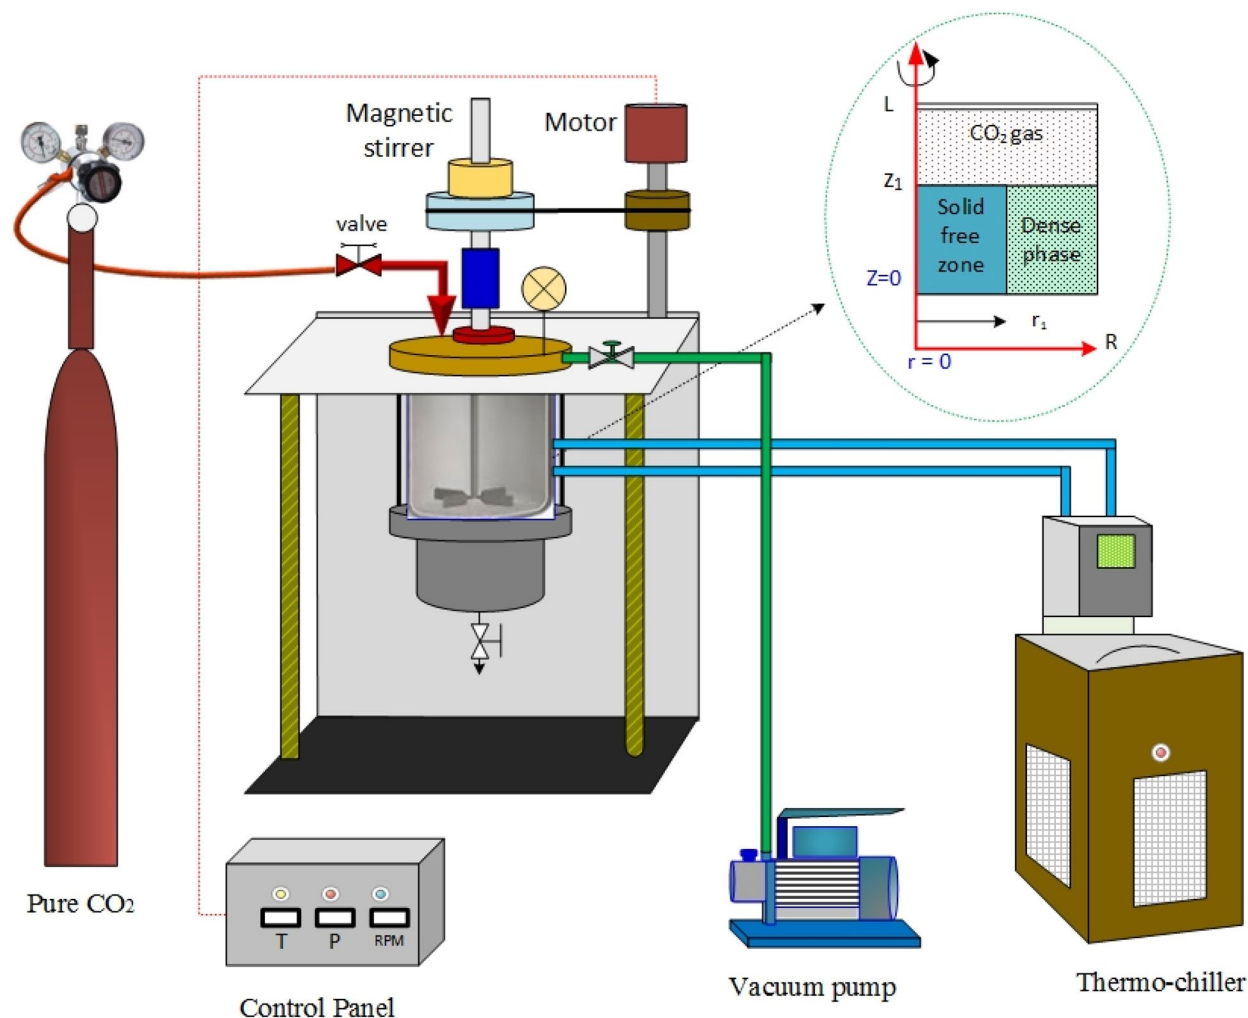 Magnetic
stirrer
Motor
valve
L
CO₂ gas
Z₁
Solid
free
zone
Dense
phase
Z=0
r₁
R
r = 0
Pure CO₂
T
P
RPM
Control Panel
Vacuum pump
Thermo-chiller